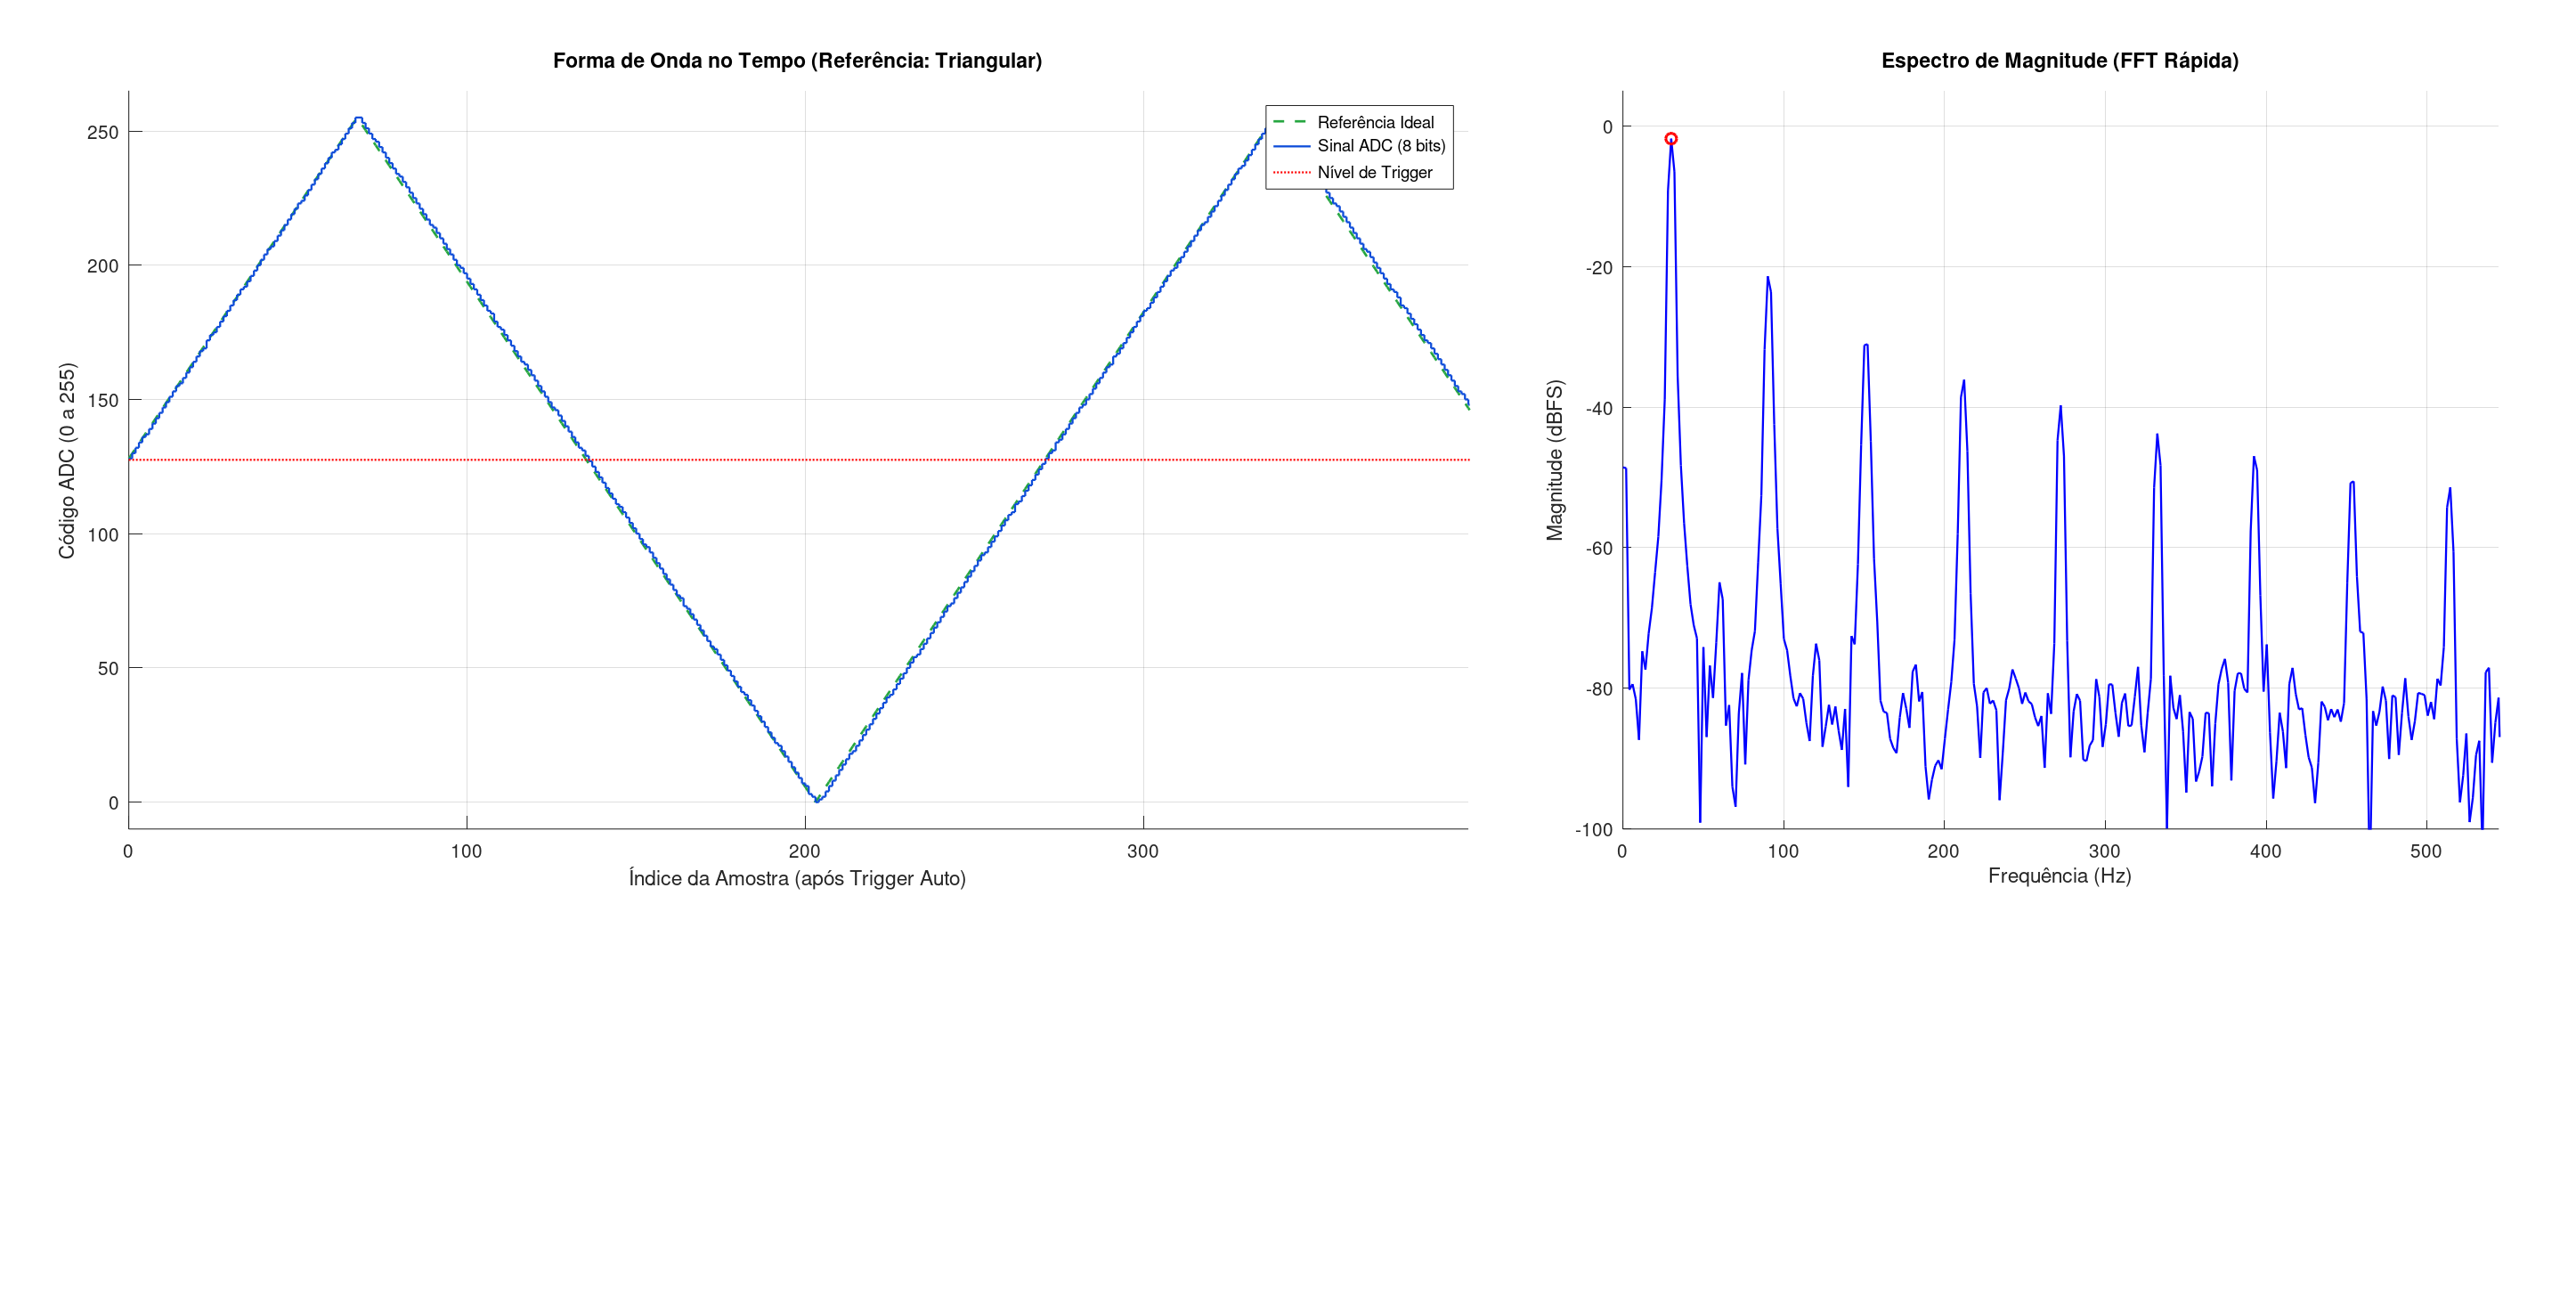 Forma de Onda no Tempo (Referência: Triangular)
Código ADC (0 a 255)
250
200
150
100
50
0
0 100 200 300
Índice da Amostra (após Trigger Auto)
Referência Ideal
Sinal ADC (8 bits)
Nível de Trigger
Espectro de Magnitude (FFT Rápida)
Magnitude (dBFS)
0
-20
-40
-60
-80
-100
0 100 200 300 400 500
Frequência (Hz)